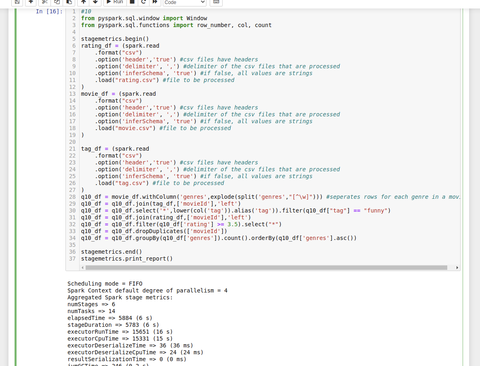 Run
Code
In [16]:
1 #10
2 from pyspark.sql.window import Window
3 from pyspark.sql.functions import row_number, col, count
4
5 stagemetrics.begin()
6 rating_df = (spark.read
7 .format("csv")
8 .option('header','true') #csv files have headers
9 .option('delimiter', ',') #delimiter of the csv files that are processed
10 .option('inferSchema', 'true') #if false, all values are strings
11 .load("rating.csv") #file to be processed
12 )
13 movie_df = (spark.read
14 .format("csv")
15 .option('header','true') #csv files have headers
16 .option('delimiter', ',') #delimiter of the csv files that are processed
17 .option('inferSchema', 'true') #if false, all values are strings
18 .load("movie.csv") #file to be processed
19 )
20
21 tag_df = (spark.read
22 .format("csv")
23 .option('header','true') #csv files have headers
24 .option('delimiter', ',') #delimiter of the csv files that are processed
25 .option('inferSchema', 'true') #if false, all values are strings
26 .load("tag.csv") #file to be processed
27 )
28 q10_df = movie_df.withColumn('genres',explode(split('genres',"[^\w]"))) #seperates rows for each genre in a mov
29 q10_df = q10_df.join(tag_df,['movieId'],'left')
30 q10_df = q10_df.select('*',lower(col('tag')).alias('tag')).filter(q10_df["tag"] == "funny")
31 q10_df = q10_df.join(rating_df,['movieId'],'left')
32 q10_df = q10_df.filter(q10_df['rating'] >= 3.5).select("*")
33 q10_df = q10_df.dropDuplicates(['movieId'])
34 q10_df = q10_df.groupBy(q10_df['genres']).count().orderBy(q10_df['genres'].asc())
35
36 stagemetrics.end()
37 stagemetrics.print_report()
Scheduling mode = FIFO
Spark Context default degree of parallelism = 4
Aggregated Spark stage metrics:
numStages => 6
numTasks => 14
elapsedTime => 5884 (6 s)
stageDuration => 5783 (6 s)
executorRunTime => 15651 (16 s)
executorCpuTime => 15331 (15 s)
executorDeserializeTime => 36 (36 ms)
executorDeserializeCpuTime => 24 (24 ms)
resultSerializationTime => 0 (0 ms)